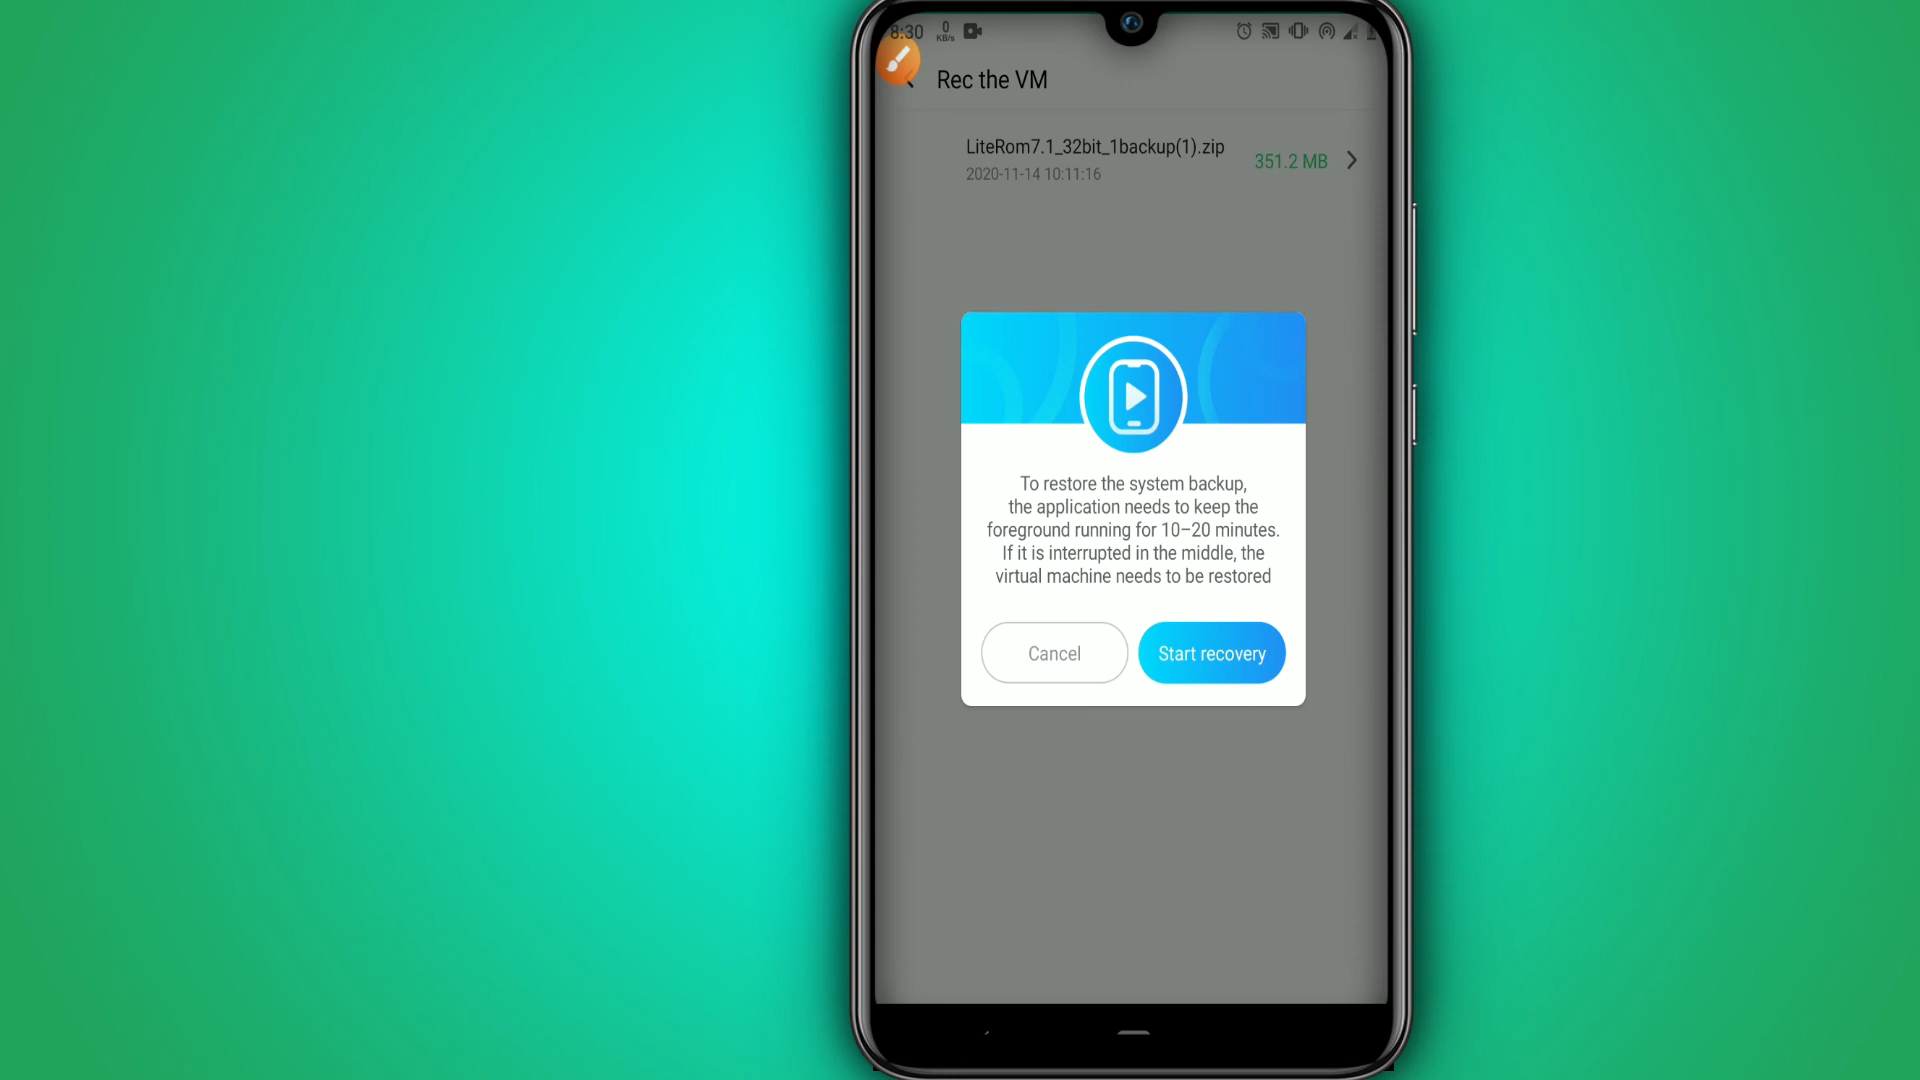 8:30
0
KB/s
Rec the VM
LiteRom7.1_32bit_1backup(1).zip
351.2 MB
2020-11-14 10:11:16
To restore the system backup,
the application needs to keep the
foreground running for 10–20 minutes.
If it is interrupted in the middle, the
virtual machine needs to be restored
Cancel
Start recovery